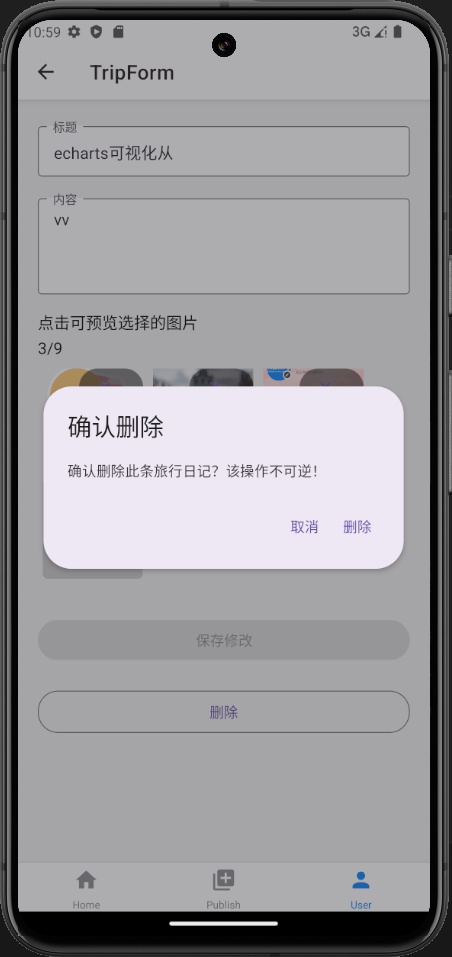 10:59
3G
TripForm
标题
echarts可视化从
内容
vv
点击可预览选择的图片
3/9
确认删除
确认删除此条旅行日记？该操作不可逆！
取消 删除
保存修改
删除
Home Publish User